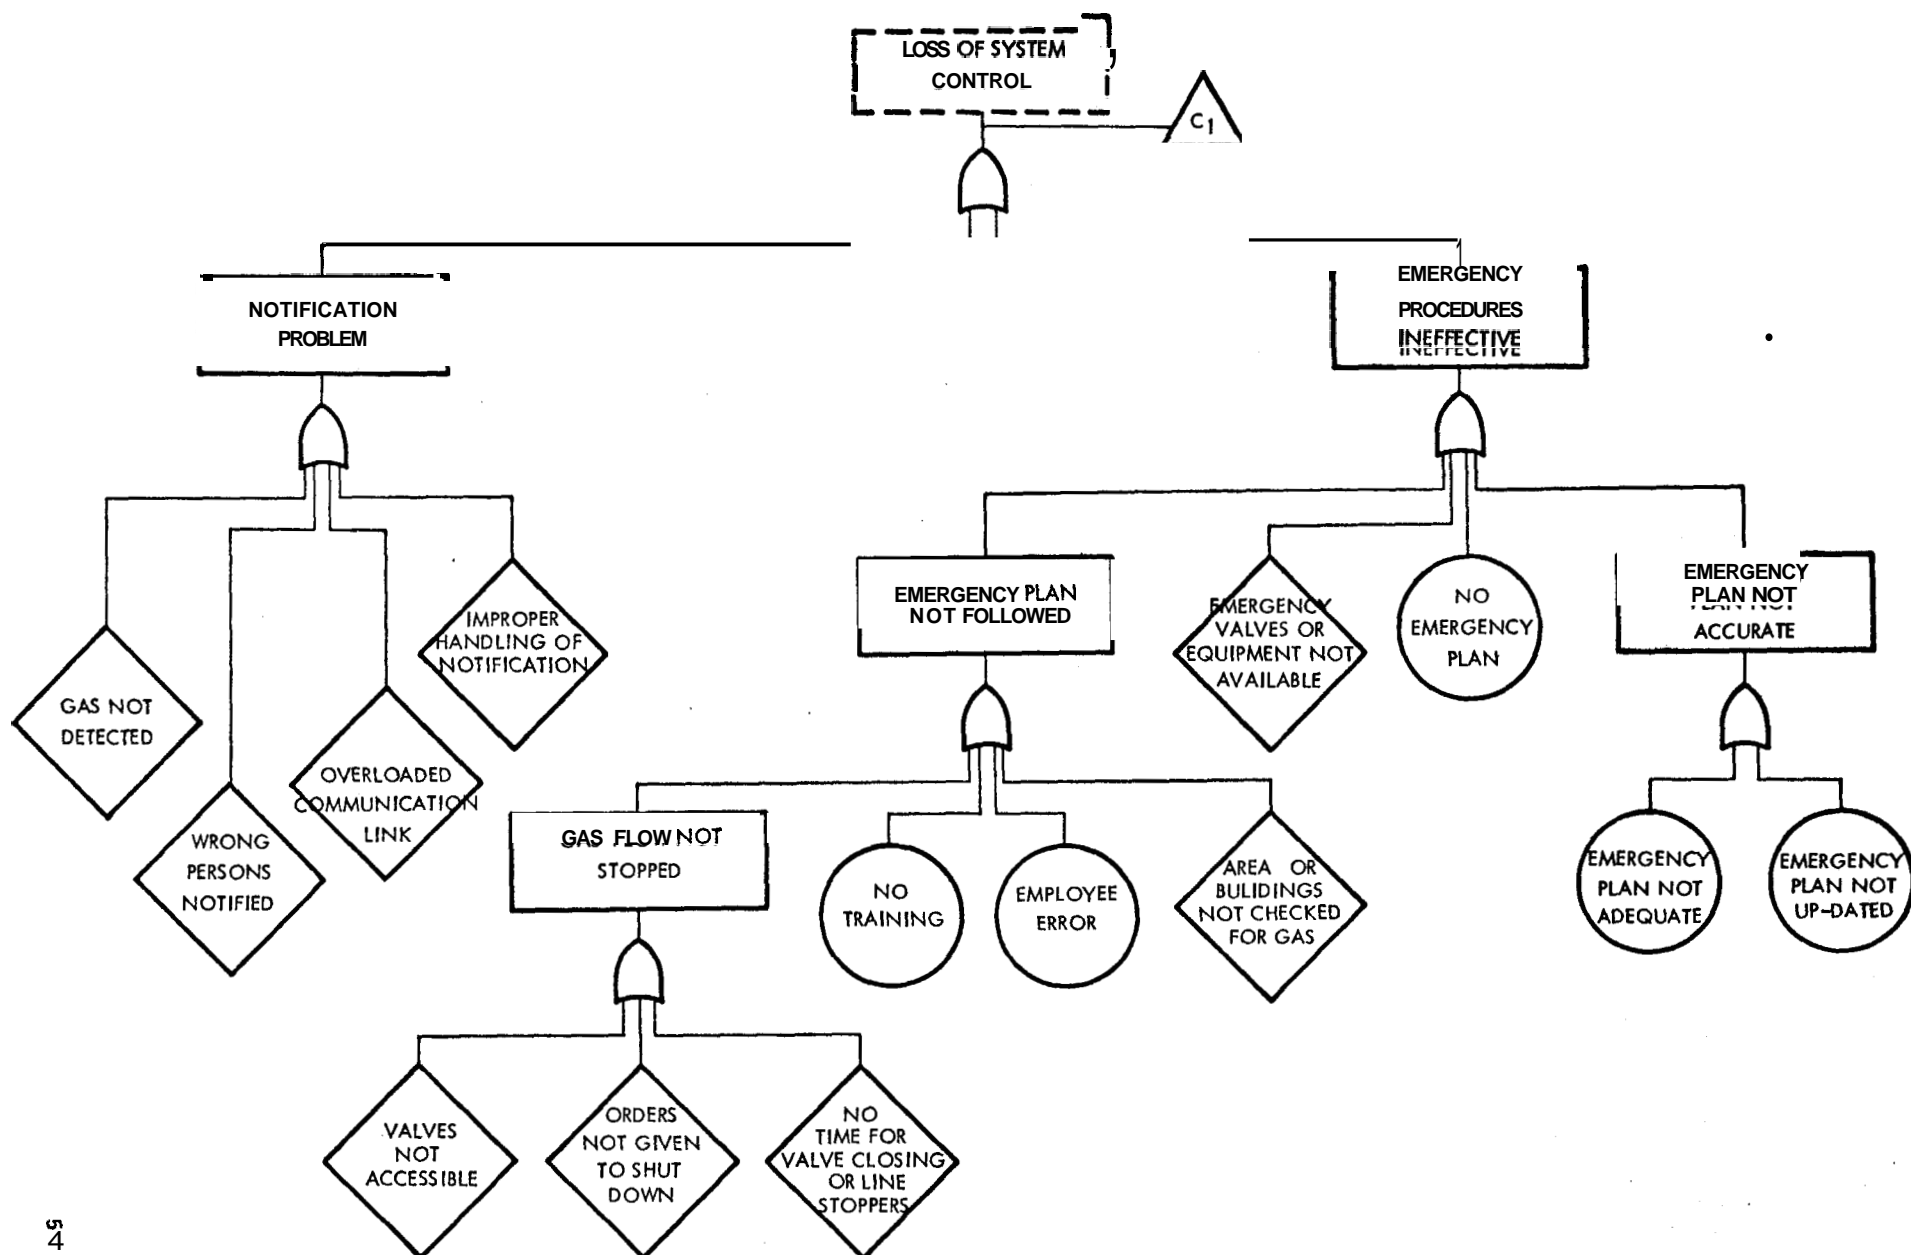 LOSS OF SYSTEM
CONTROL
C1
NOTIFICATION
PROBLEM
EMERGENCY
PROCEDURES
INEFFECTIVE
GAS NOT
DETECTED
WRONG
PERSONS
NOTIFIED
OVERLOADED
COMMUNICATION
LINK
IMPROPER
HANDLING OF
NOTIFICATION
EMERGENCY PLAN
NOT FOLLOWED
EMERGENCY
VALVES OR
EQUIPMENT NOT
AVAILABLE
NO
EMERGENCY
PLAN
EMERGENCY
PLAN NOT
ACCURATE
GAS FLOW NOT
STOPPED
NO
TRAINING
EMPLOYEE
ERROR
AREA OR
BULIDINGS
NOT CHECKED
FOR GAS
EMERGENCY
PLAN NOT
ADEQUATE
EMERGENCY
PLAN NOT
UP-DATED
VALVES
NOT
ACCESSIBLE
ORDERS
NOT GIVEN
TO SHUT
DOWN
NO
TIME FOR
VALVE CLOSING
OR LINE
STOPPERS
54